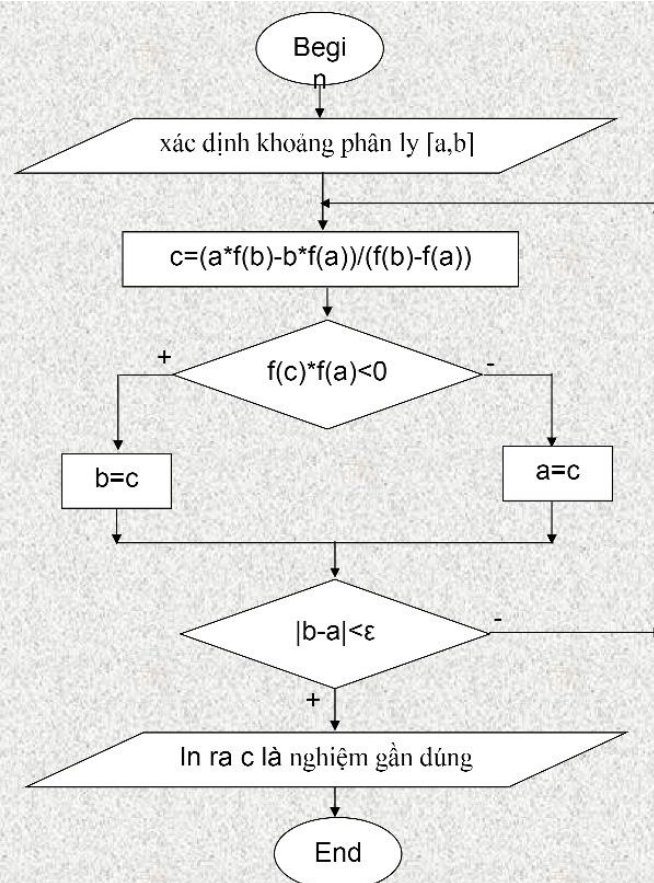 Begi
n
xác định khoảng phân ly [a,b]
c=(a*f(b)-b*f(a))/(f(b)-f(a))
+
f(c)*f(a)<0
-
b=c
a=c
|b-a|<ε
-
+
In ra c là nghiệm gần đúng
End